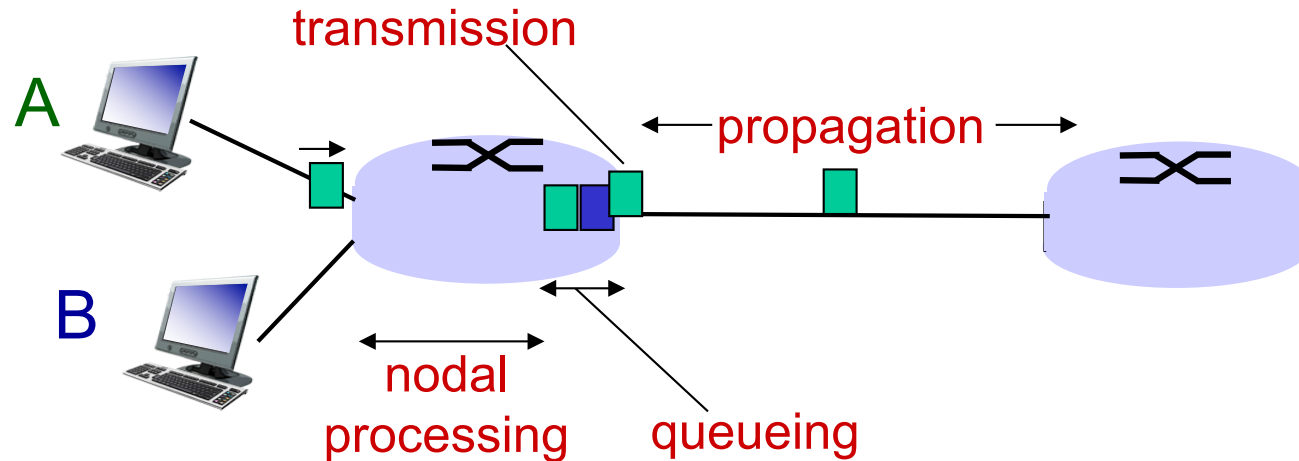 transmission
A
propagation
B
nodal
processing
queueing